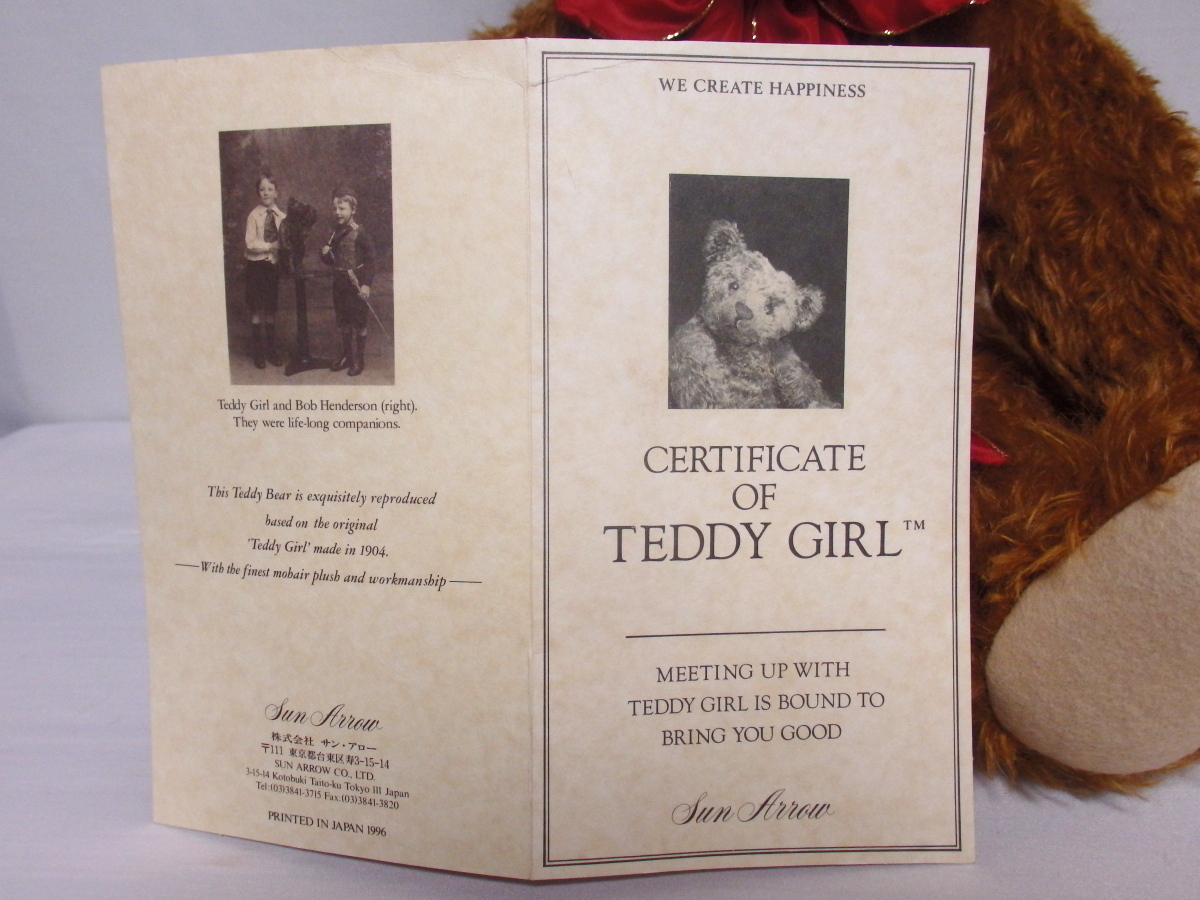 Teddy Girl and Bob Henderson (right).
They were life-long companions.
This Teddy Bear is exquisitely reproduced
based on the original
'Teddy Girl' made in 1904.
—With the finest mohair plush and workmanship—
Sun Arrow
株式会社 サン・アロー
〒111 東京都台東区寿3-15-14
SUN ARROW CO., LTD.
3-15-14 Kotobuki Taito-ku Tokyo 111 Japan
Tel:(03)3841-3715 Fax:(03)3841-3820
PRINTED IN JAPAN 1996
WE CREATE HAPPINESS
CERTIFICATE
OF
TEDDY GIRL™
MEETING UP WITH
TEDDY GIRL IS BOUND TO
BRING YOU GOOD
Sun Arrow